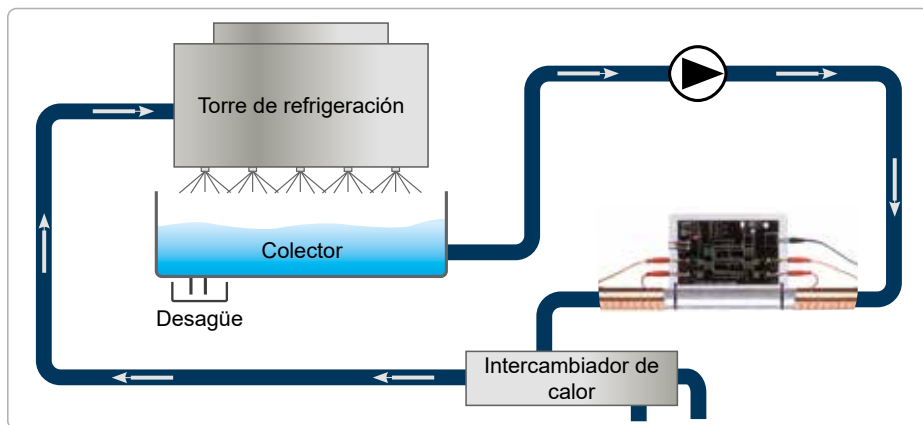 Torre de refrigeración
Colector
Desagüe
Intercambiador de
calor